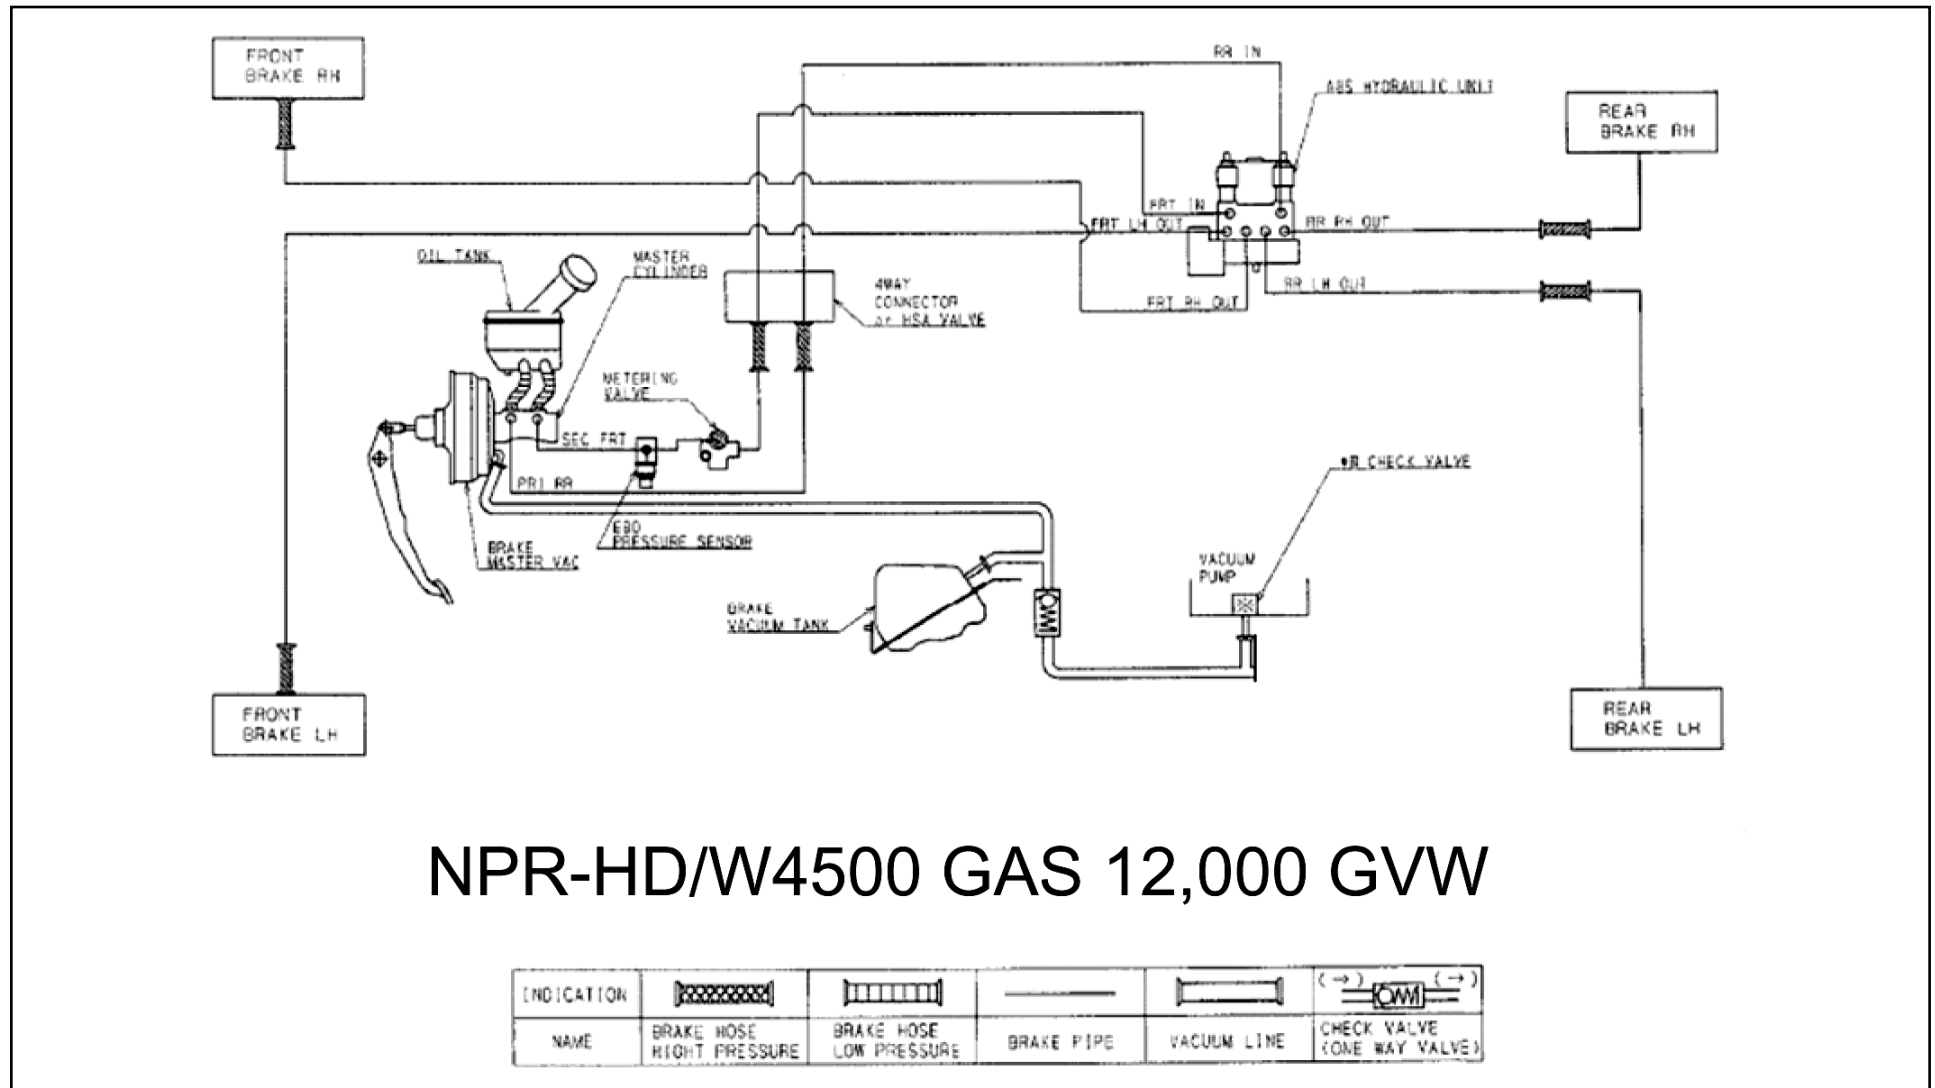 RR IN
FRONT
BRAKE RH
ABS HYDRAULIC UNIT
REAR
BRAKE RH
FRT IN
FRT LH OUT
RR RH OUT
OIL TANK
MASTER
CYLINDER
4WAY
CONNECTOR
or HSA VALVE
RR LH OUT
FRT RH OUT
METERING
VALVE
SEC FRT
PRI RR
CHECK VALVE
EBD
PRESSURE SENSOR
BRAKE
MASTER VAC
VACUUM
PUMP
BRAKE
VACUUM TANK
FRONT
BRAKE LH
REAR
BRAKE LH
NPR-HD/W4500 GAS 12,000 GVW
INDICATION
(→) (→)
NAME
BRAKE HOSE
RIGHT PRESSURE
BRAKE HOSE
LOW PRESSURE
BRAKE PIPE
VACUUM LINE
CHECK VALVE
(ONE WAY VALVE)